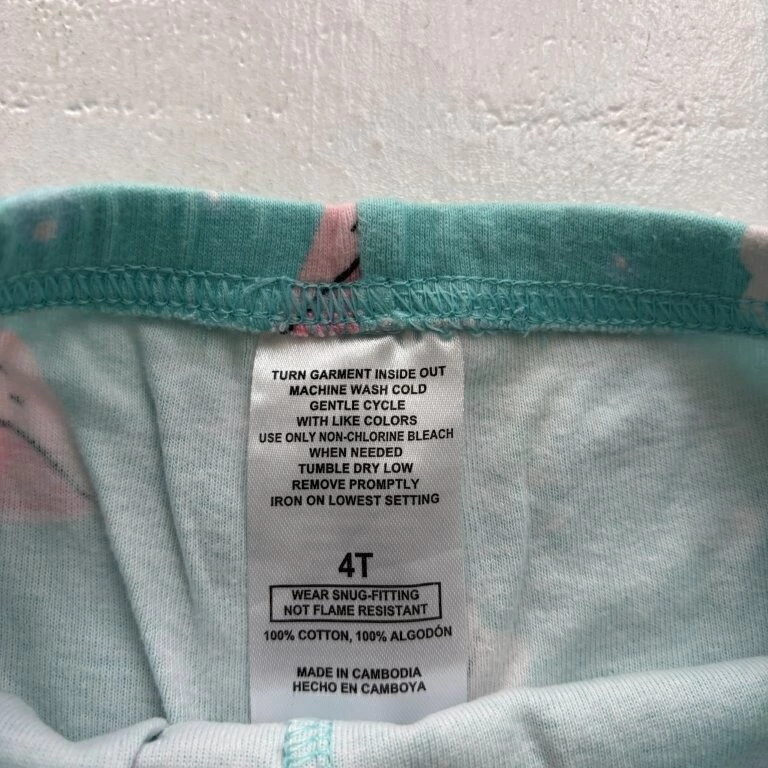 TURN GARMENT INSIDE OUT
MACHINE WASH COLD
GENTLE CYCLE
WITH LIKE COLORS
USE ONLY NON-CHLORINE BLEACH
WHEN NEEDED
TUMBLE DRY LOW
REMOVE PROMPTLY
IRON ON LOWEST SETTING
4T
WEAR SNUG-FITTING
NOT FLAME RESISTANT
100% COTTON, 100% ALGODÓN
MADE IN CAMBODIA
HECHO EN CAMBOYA